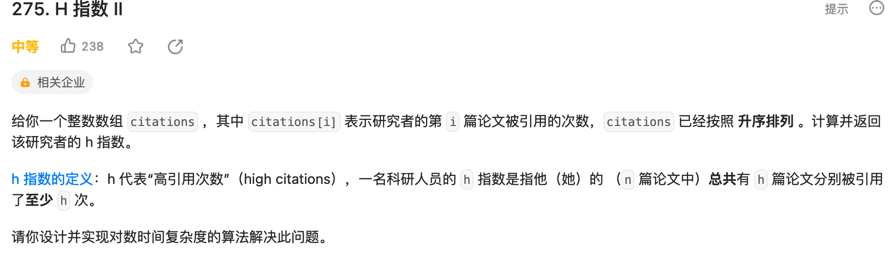 275. H 指数 II
提示
中等
238
相关企业
给你一个整数数组 citations ，其中 citations[i] 表示研究者的第 i 篇论文被引用的次数，citations 已经按照 升序排列 。计算并返回
该研究者的 h 指数。
h 指数的定义：h 代表“高引用次数”（high citations），一名科研人员的 h 指数是指他（她）的 （n 篇论文中）总共有 h 篇论文分别被引用
了至少 h 次。
请你设计并实现对数时间复杂度的算法解决此问题。